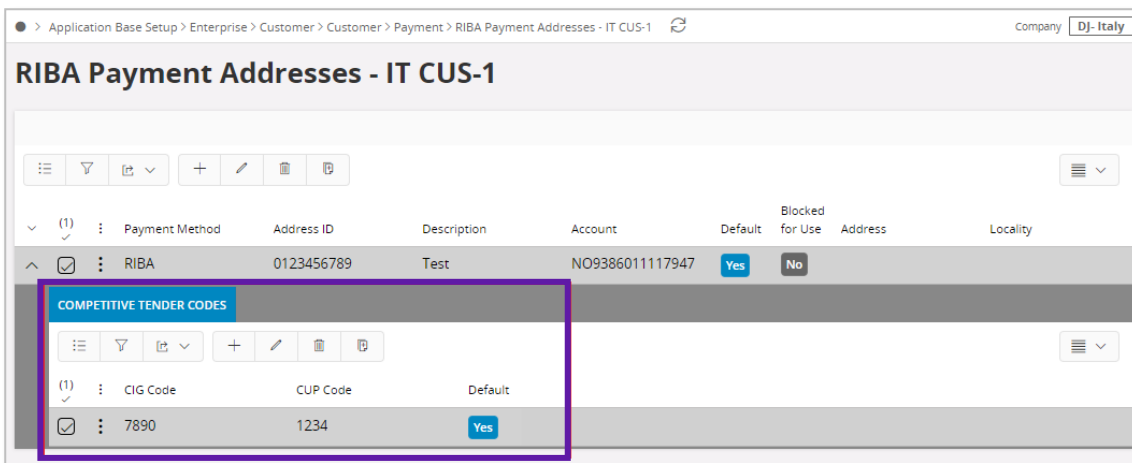 > Application Base Setup > Enterprise > Customer > Customer > Payment > RIBA Payment Addresses - IT CUS-1 Company DJ- Italy
RIBA Payment Addresses - IT CUS-1
(1) Payment Method Address ID Description Account Default Blocked for Use Address Locality
RIBA 0123456789 Test NO9386011117947 Yes No
COMPETITIVE TENDER CODES
(1) CIG Code CUP Code Default
7890 1234 Yes